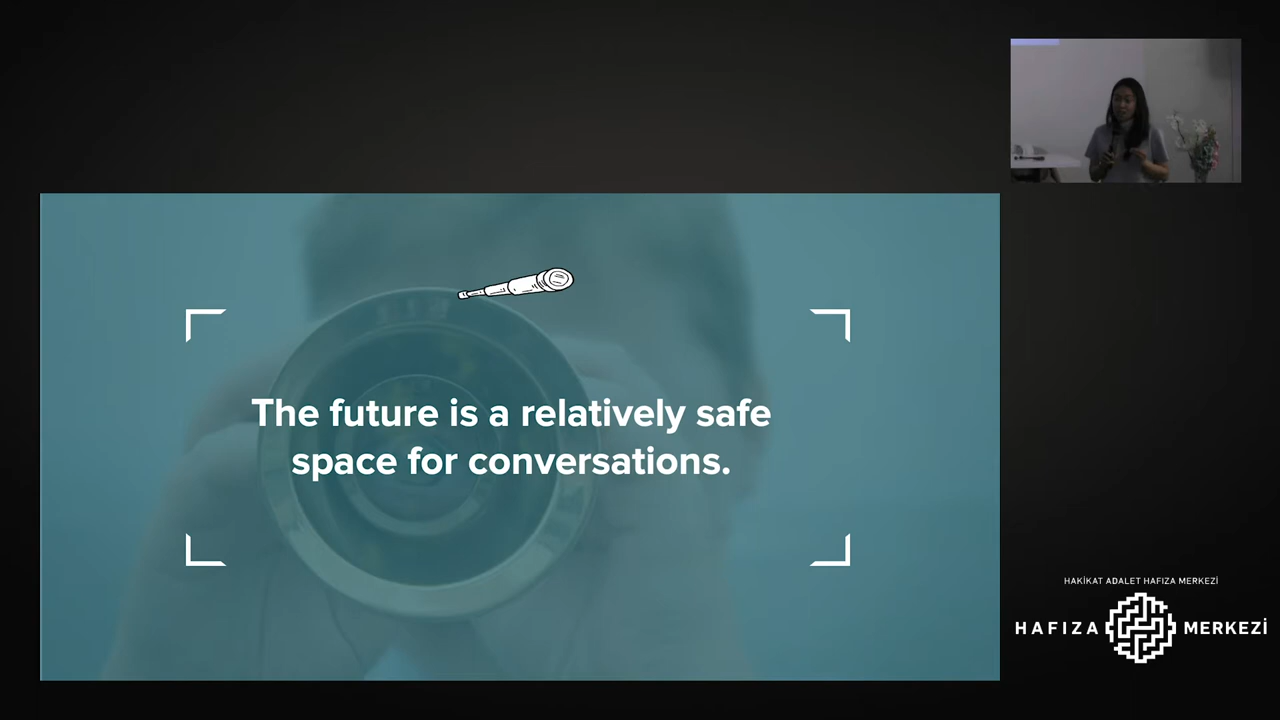 The future is a relatively safe
space for conversations.
HAKİKAT ADALET HAFIZA MERKEZİ
HAFIZA MERKEZİ